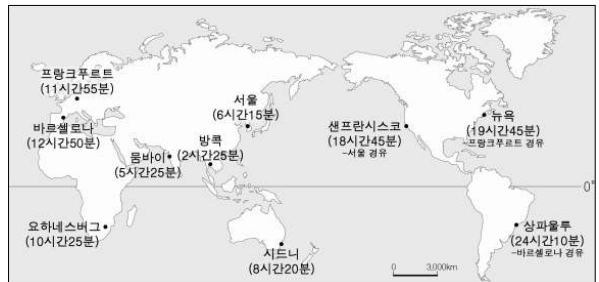 프랑크푸르트
(11시간55분)
바르셀로나
(12시간50분)
뭄바이
(5시간25분)
방콕
(2시간25분)
서울
(6시간15분)
요하네스버그
(10시간25분)
시드니
(8시간20분)
샌프란시스코
(18시간45분)
-서울 경유
뉴욕
(19시간45분)
-프랑크푸르트 경유
0°
상파울루
(24시간10분)
-바르셀로나 경유
0 3,000km